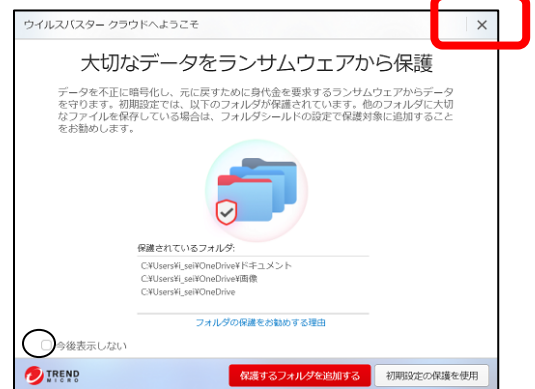 ウイルスバスター クラウドへようこそ
大切なデータをランサムウェアから保護
データを不正に暗号化し、元に戻すために身代金を要求するランサムウェアからデータ
を守ります。初期設定では、以下のフォルダが保護されています。他のフォルダに大切
なファイルを保存している場合は、フォルダシールドの設定で保護対象に追加すること
をお勧めします。
保護されているフォルダ:
C:¥Users¥i_sei¥OneDrive¥ドキュメント
C:¥Users¥i_sei¥OneDrive¥画像
C:¥Users¥i_sei¥OneDrive
フォルダの保護をお勧めする理由
今後表示しない
TREND
MICRO
保護するフォルダを追加する
初期設定の保護を使用